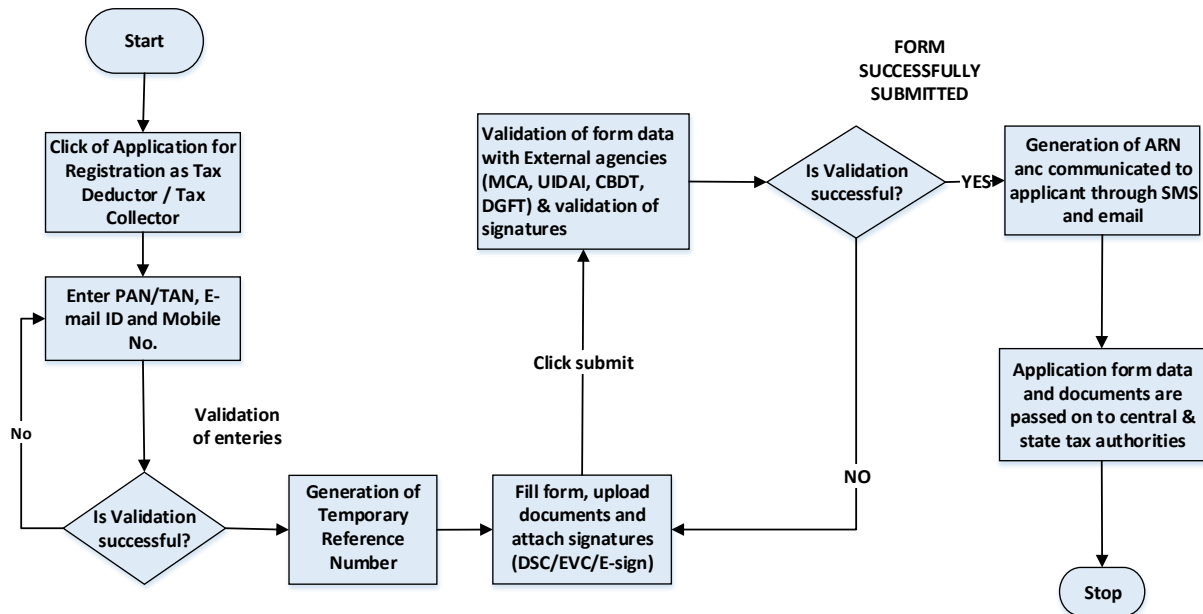 Start
Click of Application for
Registration as Tax
Deductor / Tax
Collector
Enter PAN/TAN, E-
mail ID and Mobile
No.
No
Validation
of enteries
Is Validation
successful?
Generation of
Temporary
Reference
Number
Fill form, upload
documents and
attach signatures
(DSC/EVC/E-sign)
Click submit
Validation of form data
with External agencies
(MCA, UIDAI, CBDT,
DGFT) & validation of
signatures
FORM
SUCCESSFULLY
SUBMITTED
Is Validation
successful?
YES
NO
Generation of ARN
anc communicated to
applicant through SMS
and email
Application form data
and documents are
passed on to central &
state tax authorities
Stop